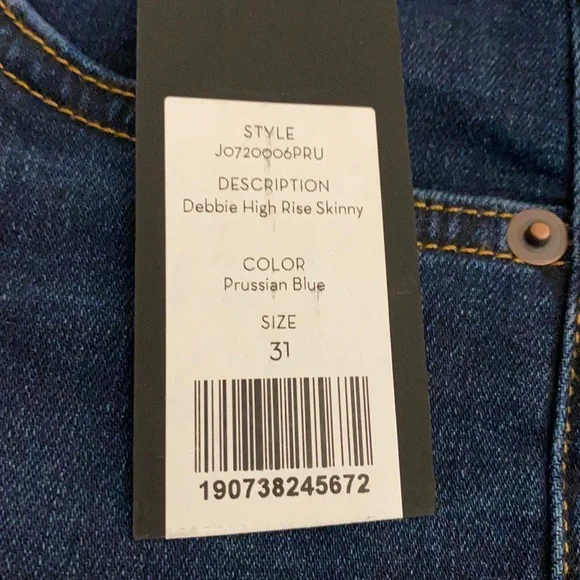 STYLE
J0720006PRU
DESCRIPTION
Debbie High Rise Skinny
COLOR
Prussian Blue
SIZE
31
190738245672